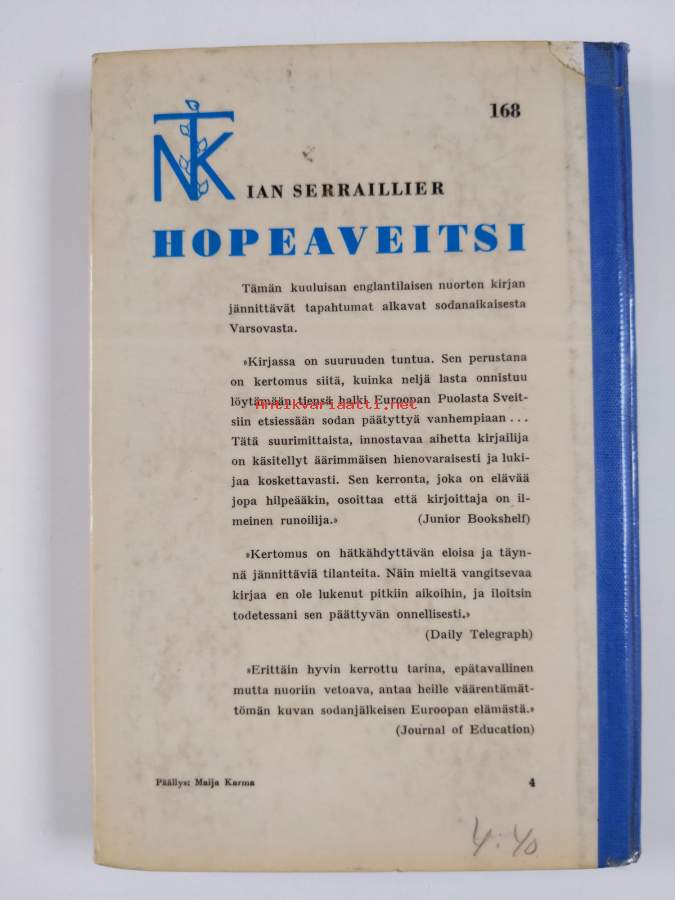 168
NTK
IAN SERRAILLIER
HOPEAVEITSI
Tämän kuuluisan englantilaisen nuorten kirjan
jännittävät tapahtumat alkavat sodanaikaisesta
Varsovasta.
»Kirjassa on suuruuden tuntua. Sen perustana
on kertomus siitä, kuinka neljä lasta onnistuu
löytämään tiensä halki Euroopan Puolasta Sveit-
Antikvariaatti.net
siin etsiessään sodan päätyttyä vanhempiaan ...
Tätä suurimittaista, innostavaa aihetta kirjailija
on käsitellyt äärimmäisen hienovaraisesti ja luki-
jaa koskettavasti. Sen kerronta, joka on elävää
jopa hilpeääkin, osoittaa että kirjoittaja on il-
meinen runoilija.» (Junior Bookshelf)
»Kertomus on hätkähdyttävän eloisa ja täyn-
nä jännittäviä tilanteita. Näin mieltä vangitsevaa
kirjaa en ole lukenut pitkiin aikoihin, ja iloitsin
todetessani sen päättyvän onnellisesti.»
(Daily Telegraph)
»Erittäin hyvin kerrottu tarina, epätavallinen
mutta nuoriin vetoava, antaa heille väärentämät-
tömän kuvan sodanjälkeisen Euroopan elämästä.»
(Journal of Education)
Päällys: Maija Karma 4
4:40